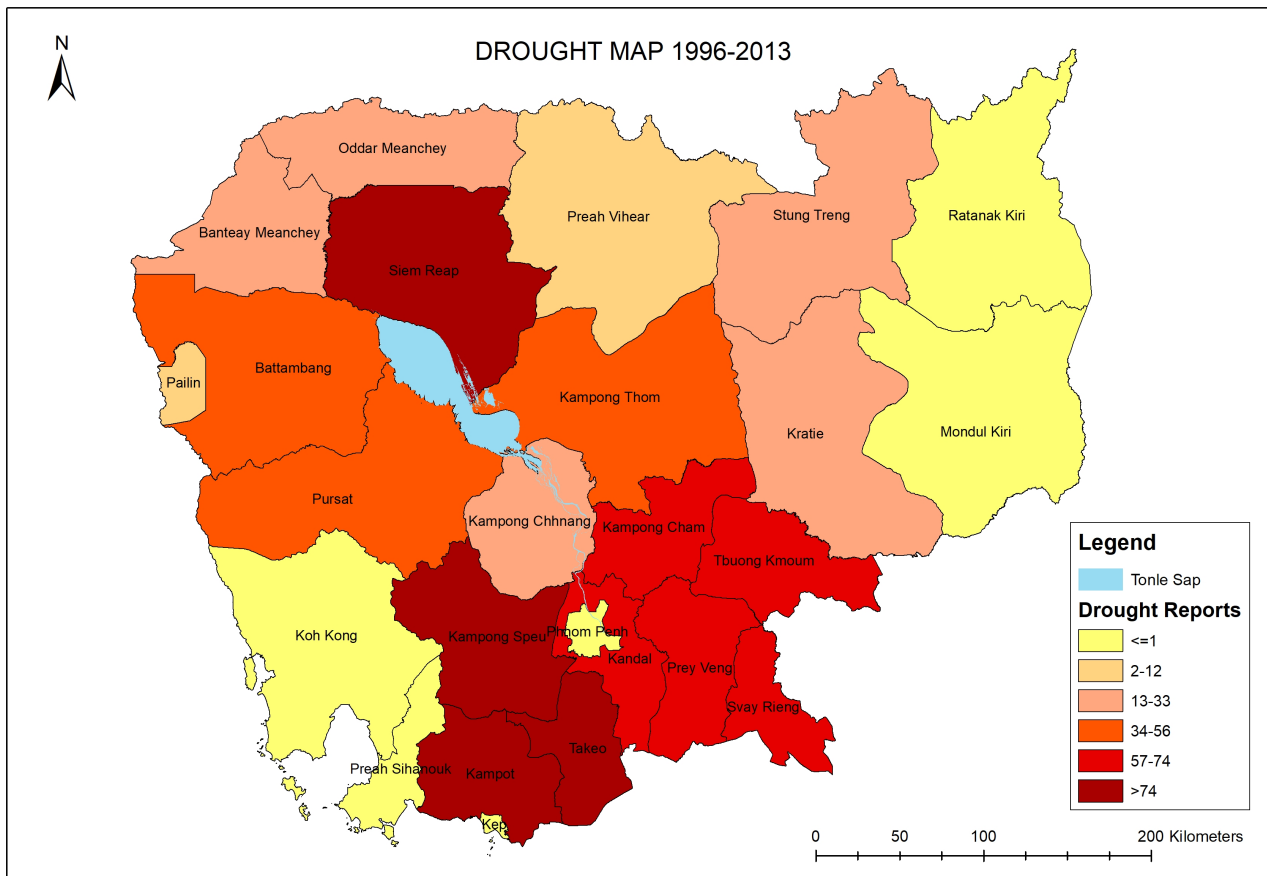 DROUGHT MAP 1996-2013
N
Oddar Meanchey
Banteay Meanchey
Preah Vihear
Stung Treng
Ratanak Kiri
Siem Reap
Battambang
Pailin
Kampong Thom
Kratie
Mondul Kiri
Pursat
Kampong Chhnang
Kampong Cham
Tbuong Kmoum
Koh Kong
Kampong Speu
Phnom Penh
Kandal
Prey Veng
Svay Rieng
Takeo
Preah Sihanouk
Kampot
Kep
Legend
Tonle Sap
Drought Reports
<=1
2-12
13-33
34-56
57-74
>74
0 50 100 200 Kilometers